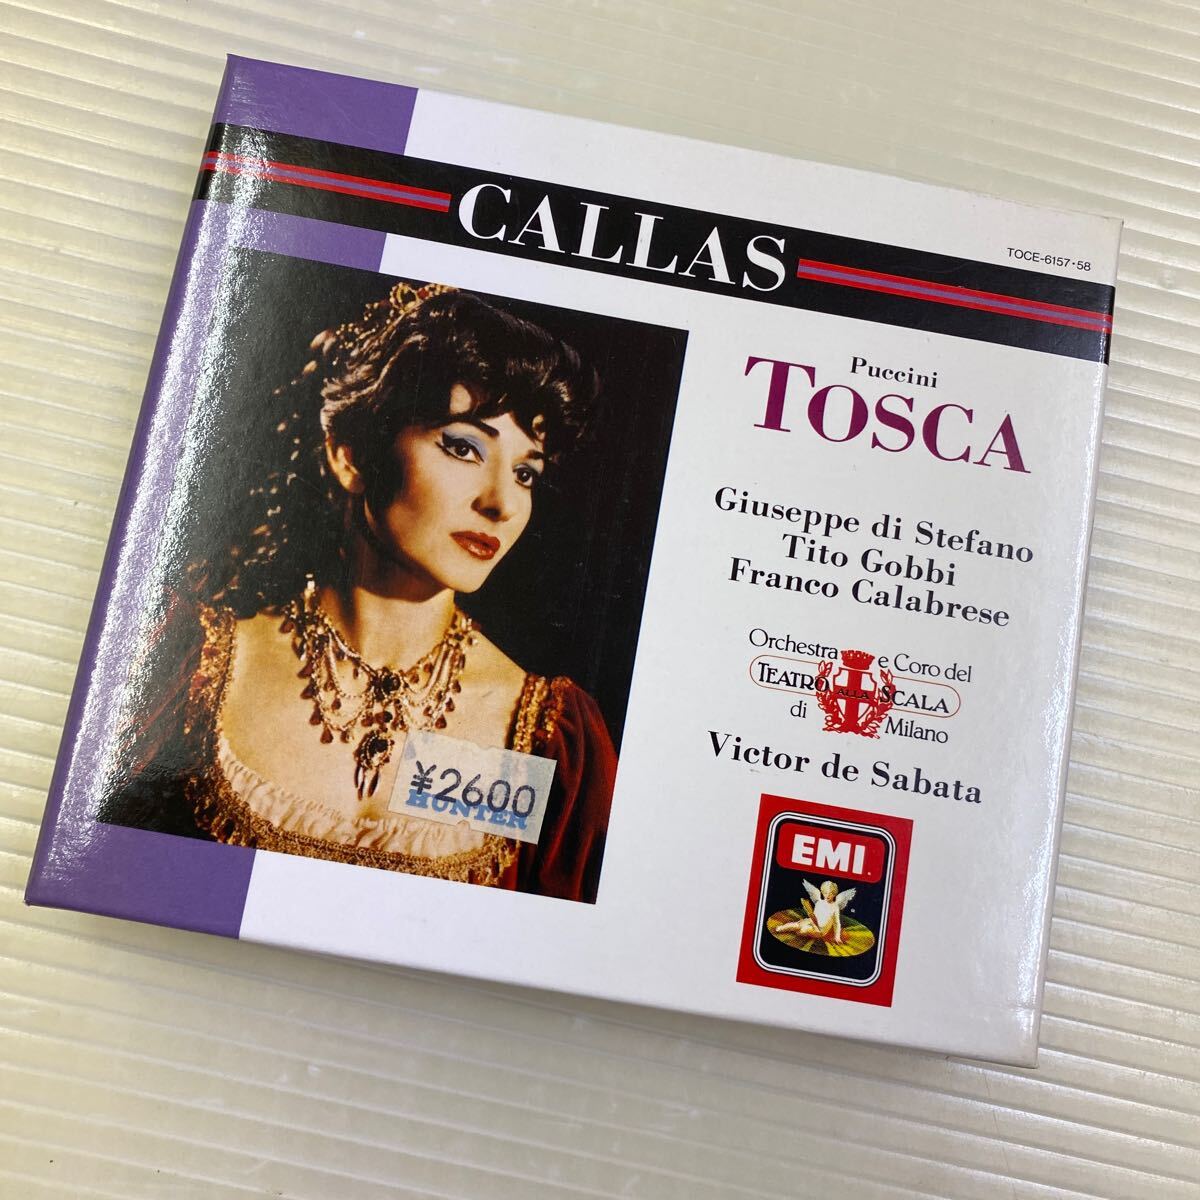 CALLAS
TOCE-6157・58
Puccini
TOSCA
Giuseppe di Stefano
Tito Gobbi
Franco Calabrese
Orchestra e Coro del
TEATRO ALLA SCALA
di Milano
Victor de Sabata
EMI
¥2600
HUNTER